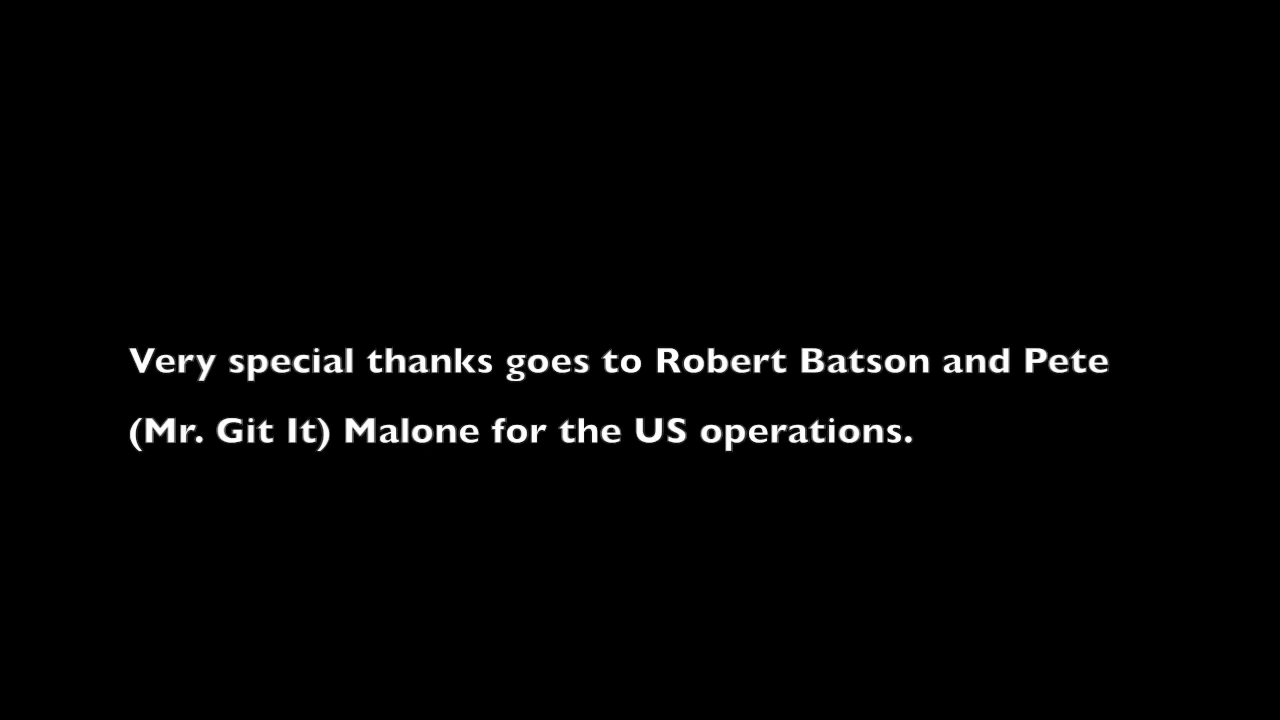 Very special thanks goes to Robert Batson and Pete
(Mr. Git It) Malone for the US operations.